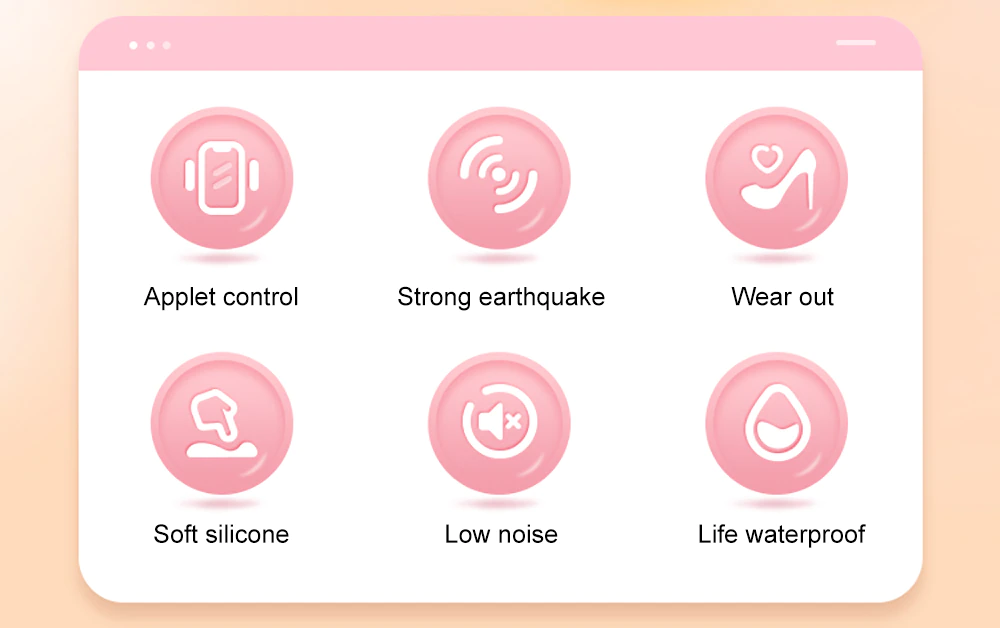 Applet control
Strong earthquake
Wear out
Soft silicone
Low noise
Life waterproof